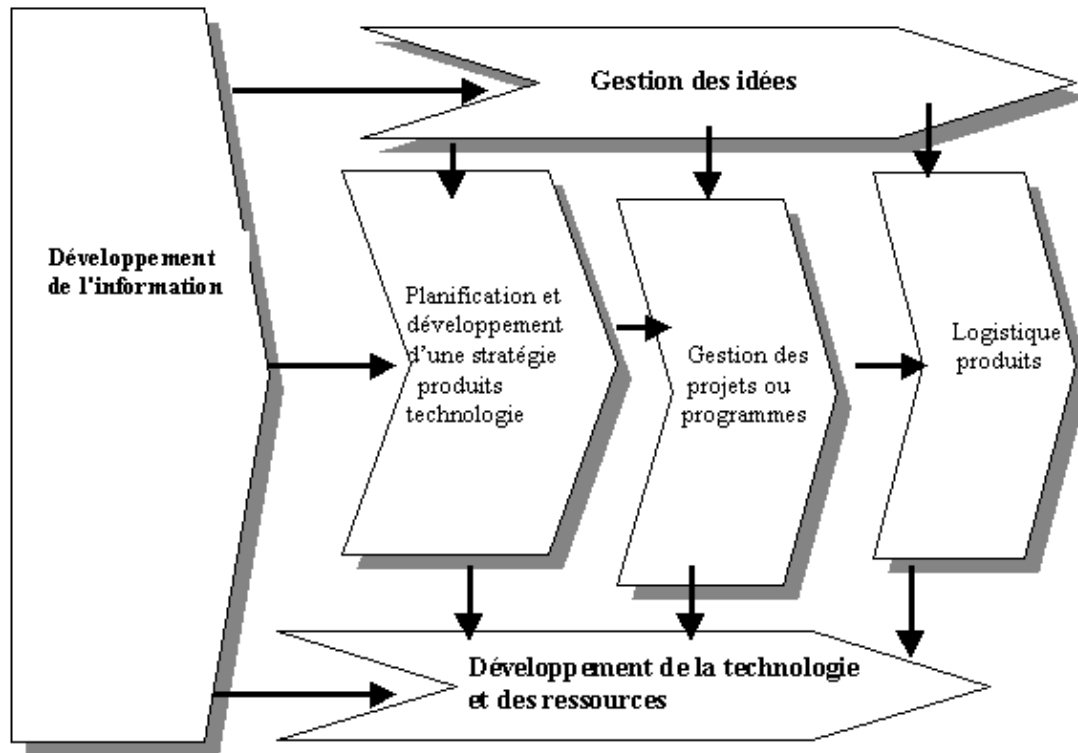 Gestion des idées
Développement
de l'information
Planification et
développement
d'une stratégie
produits
technologie
Gestion des
projets ou
programmes
Logistique
produits
Développement de la technologie
et des ressources